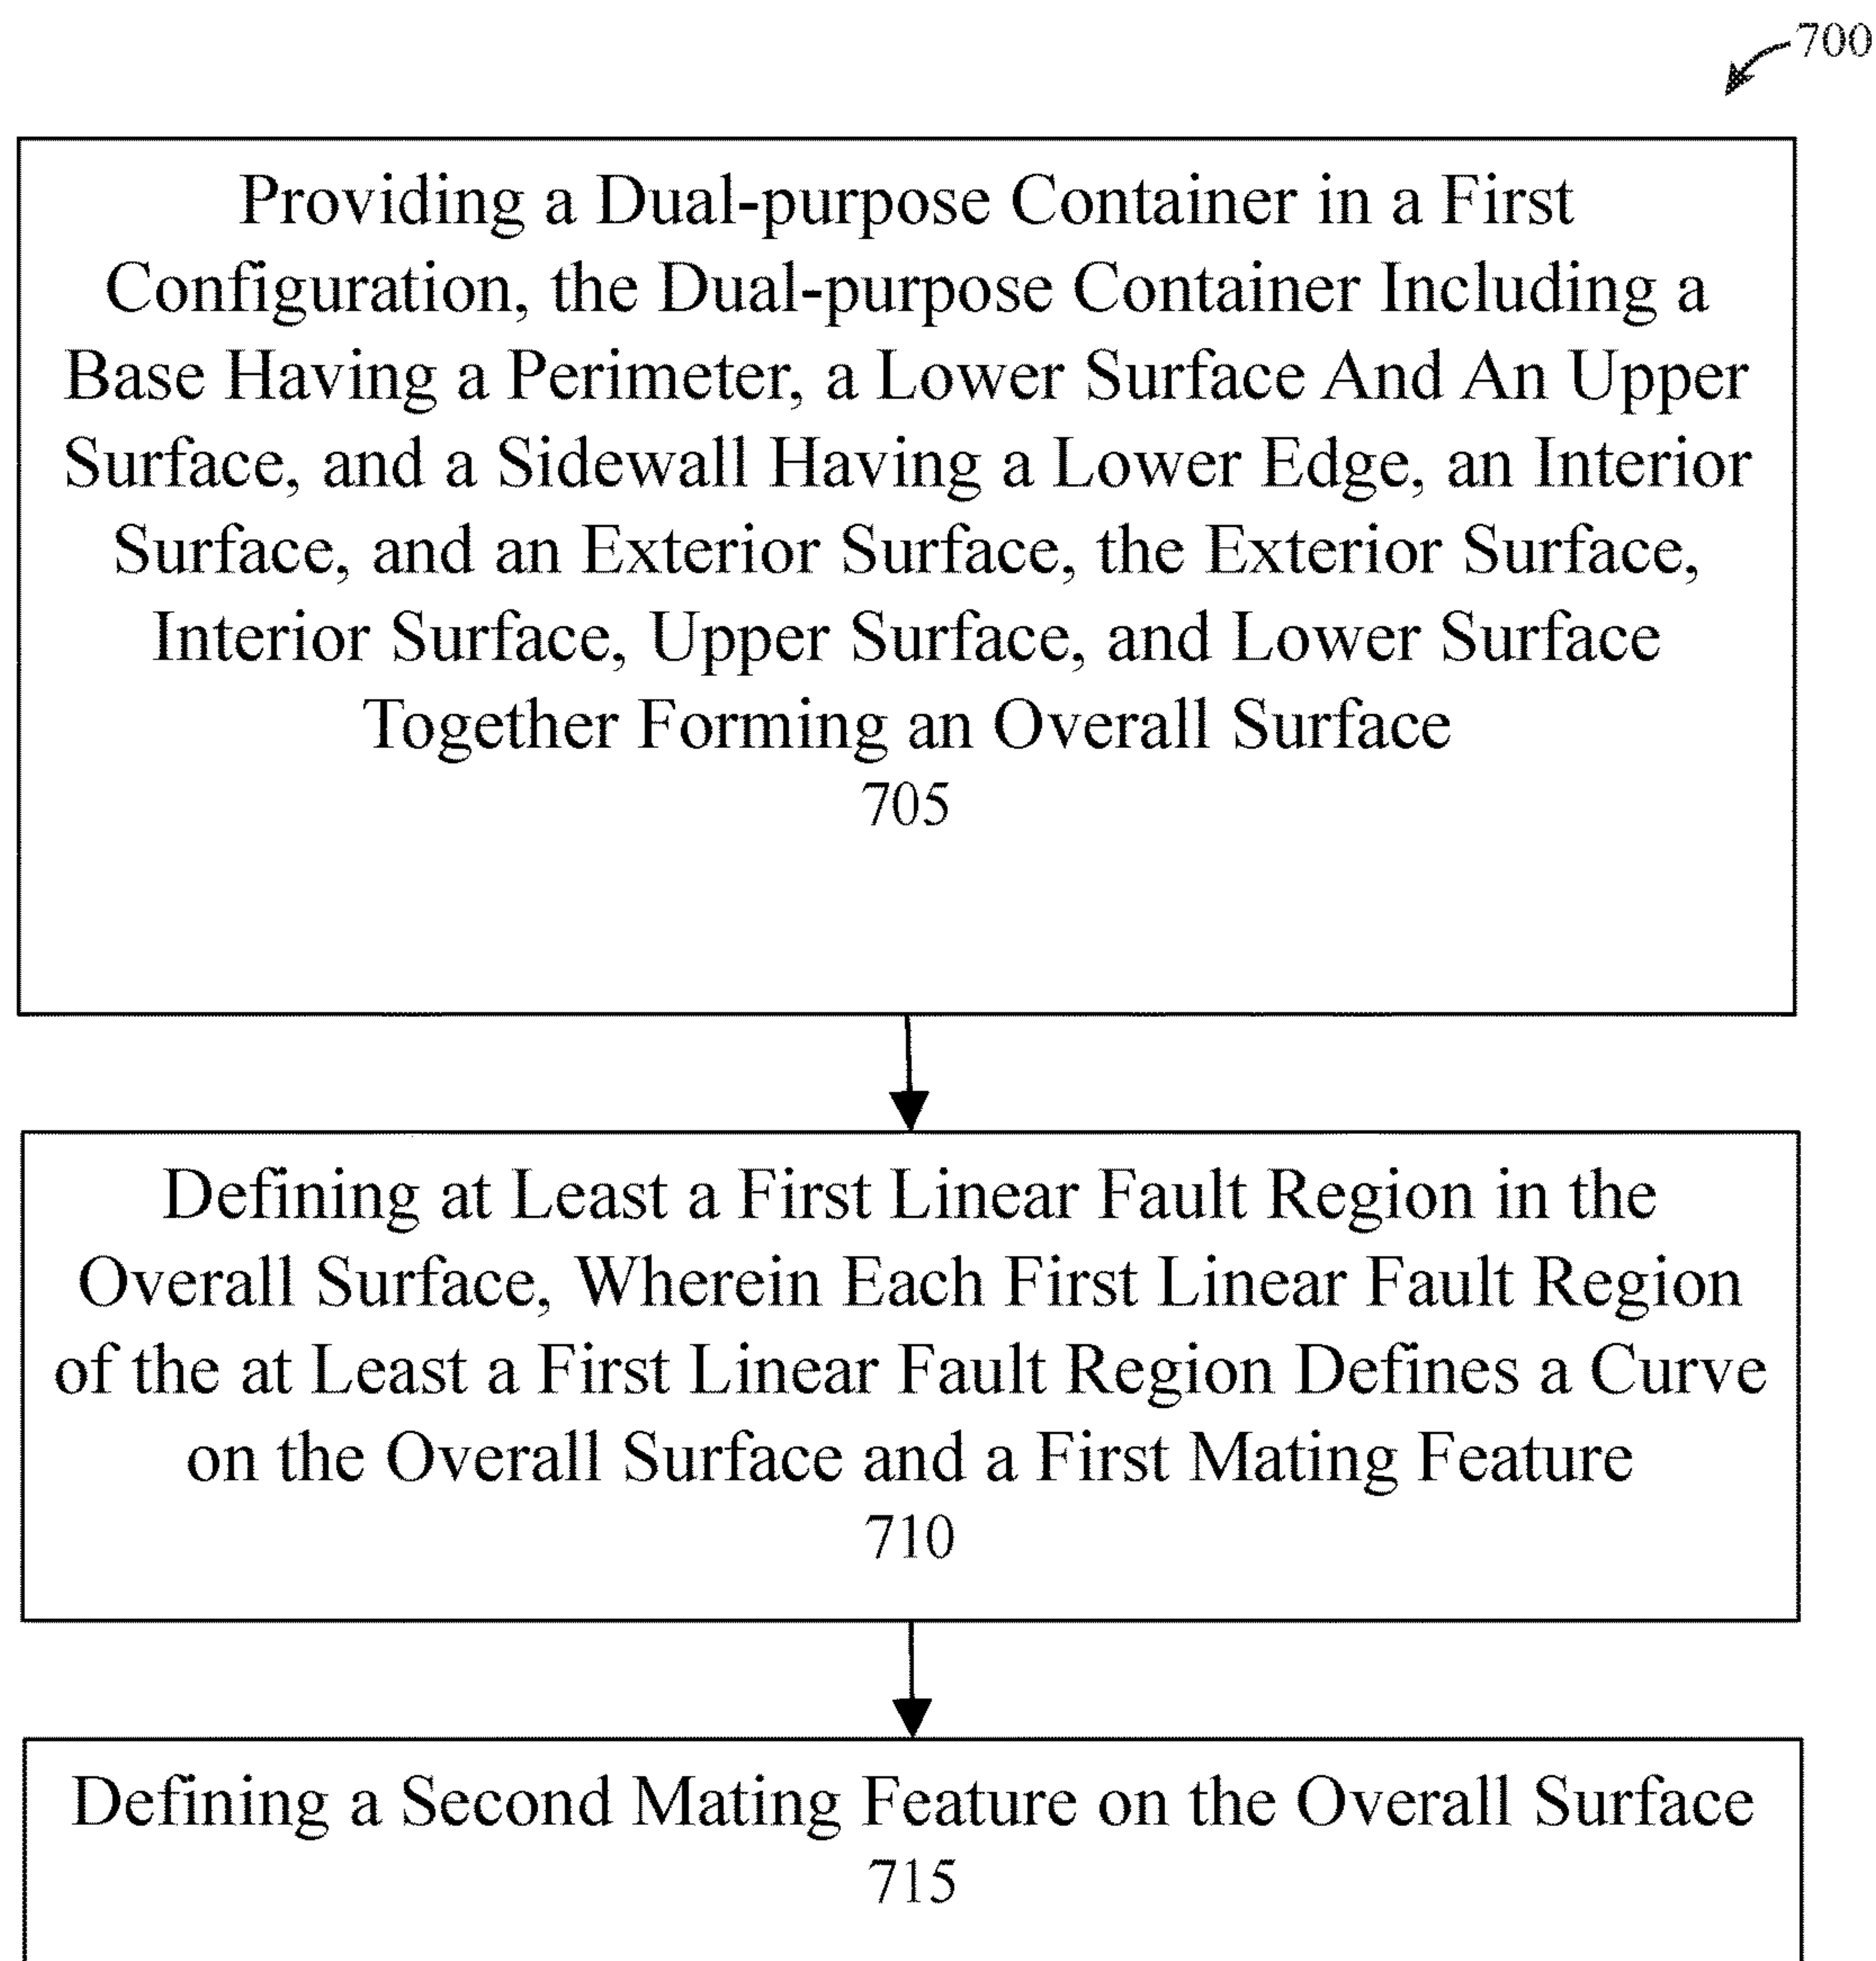 700
Providing a Dual-purpose Container in a First
Configuration, the Dual-purpose Container Including a
Base Having a Perimeter, a Lower Surface And An Upper
Surface, and a Sidewall Having a Lower Edge, an Interior
Surface, and an Exterior Surface, the Exterior Surface,
Interior Surface, Upper Surface, and Lower Surface
Together Forming an Overall Surface
705
Defining at Least a First Linear Fault Region in the
Overall Surface, Wherein Each First Linear Fault Region
of the at Least a First Linear Fault Region Defines a Curve
on the Overall Surface and a First Mating Feature
710
Defining a Second Mating Feature on the Overall Surface
715